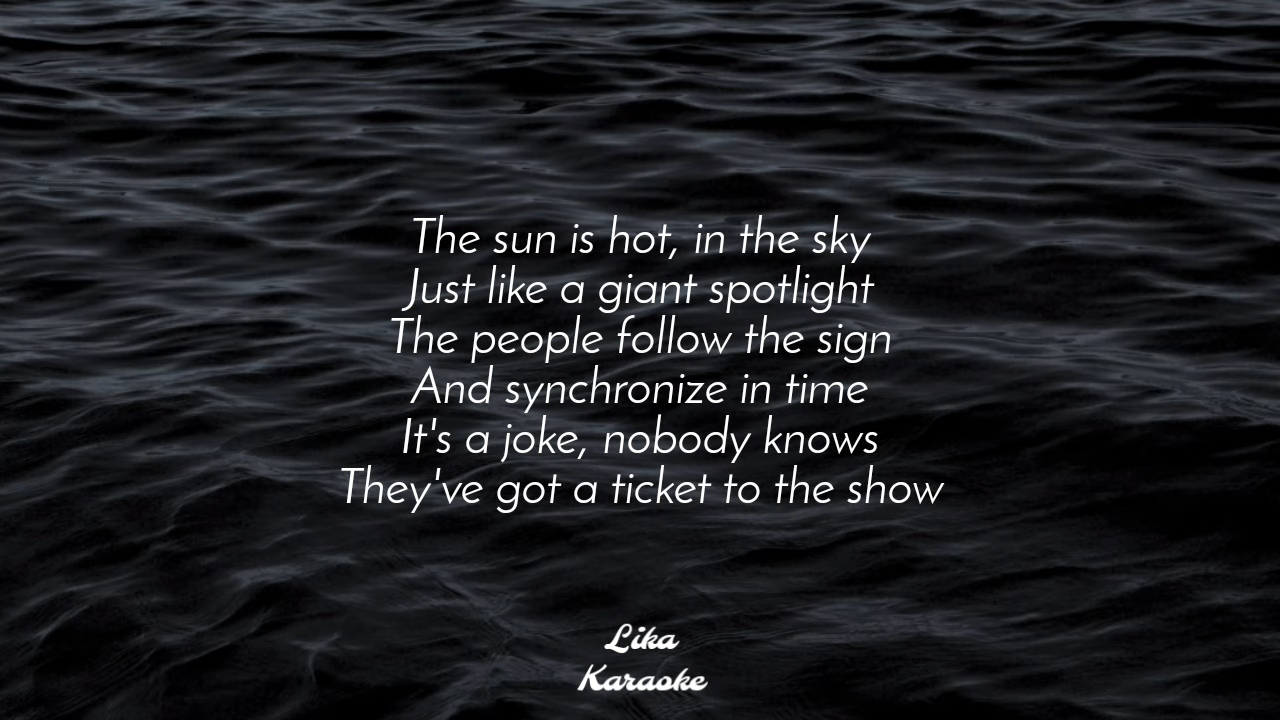 The sun is hot, in the sky
Just like a giant spotlight
The people follow the sign
And synchronize in time
It's a joke, nobody knows
They've got a ticket to the show
Lika
Karaoke